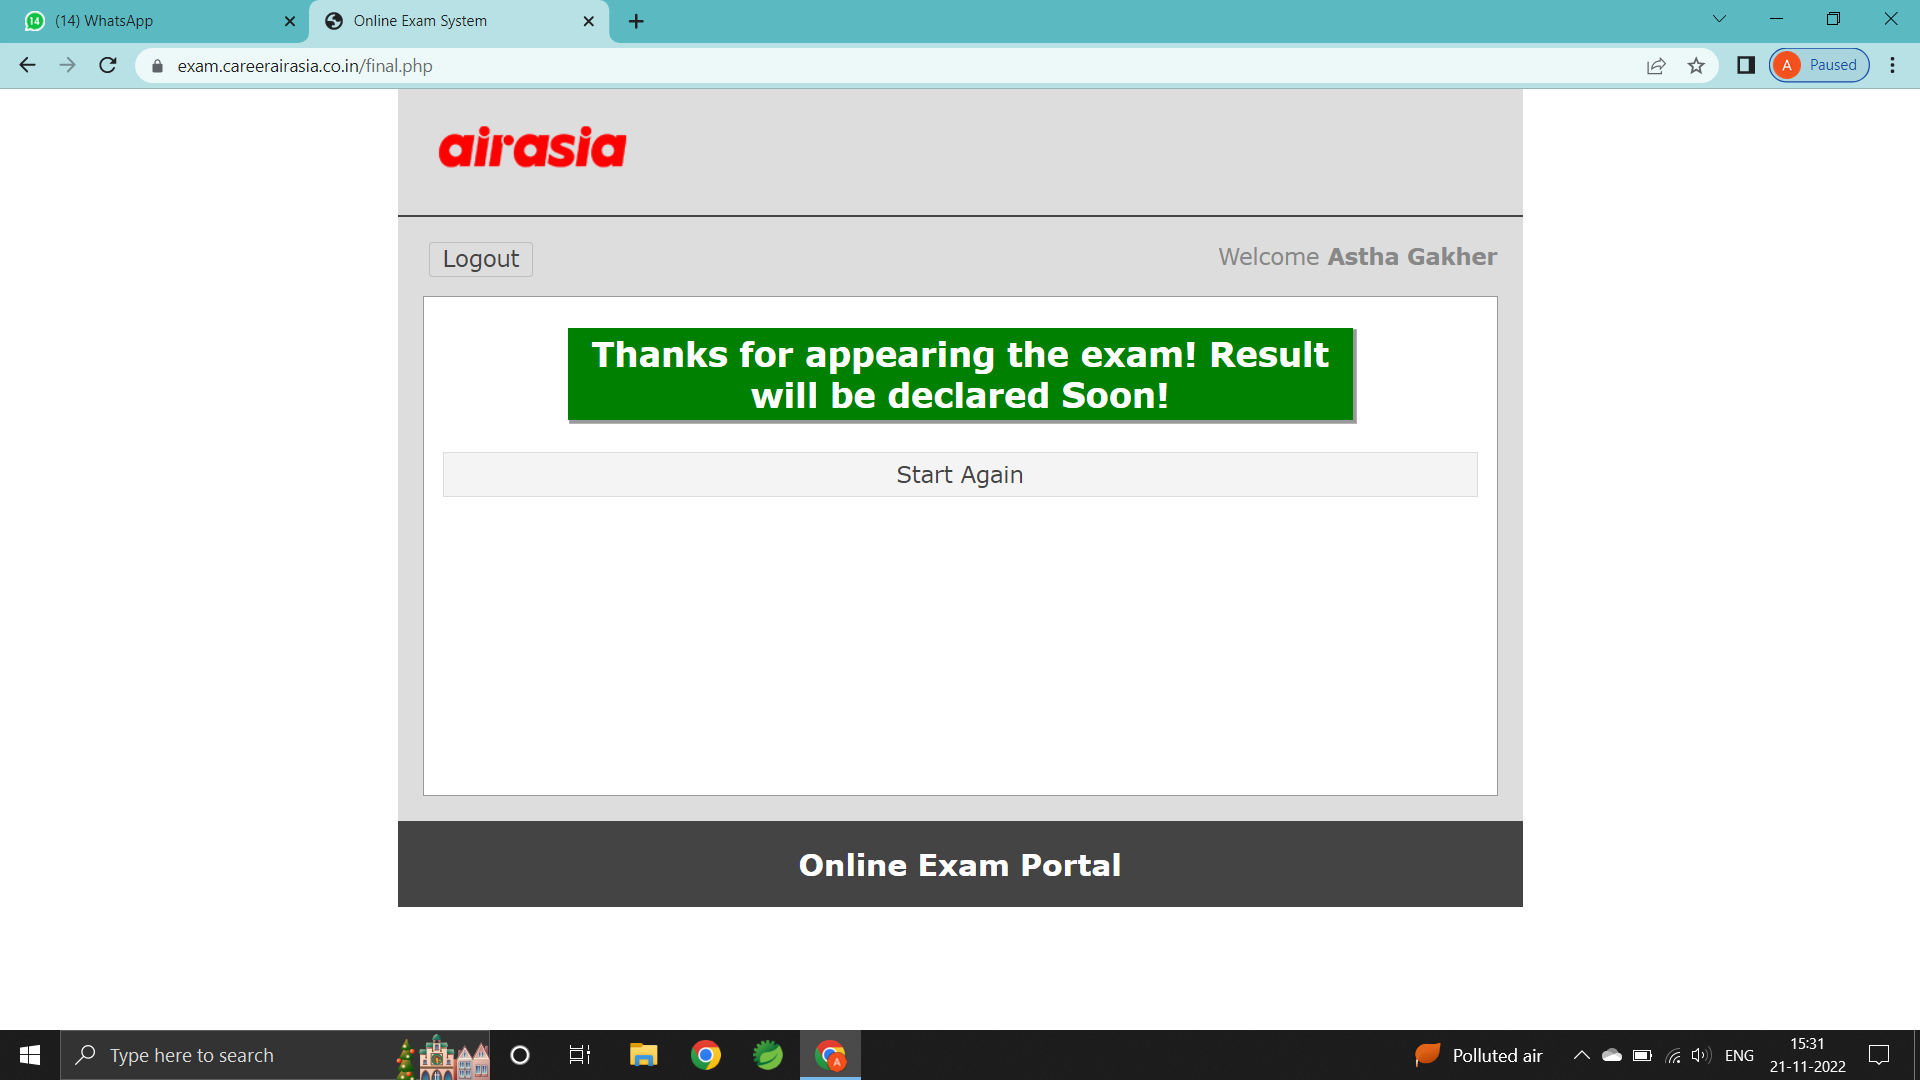 (14) WhatsApp
Online Exam System
exam.careerairasia.co.in/final.php
A
Paused
airasia
Logout
Welcome Astha Gakher
Thanks for appearing the exam! Result
will be declared Soon!
Start Again
Online Exam Portal
Type here to search
A
Polluted air
ENG
15:31
21-11-2022